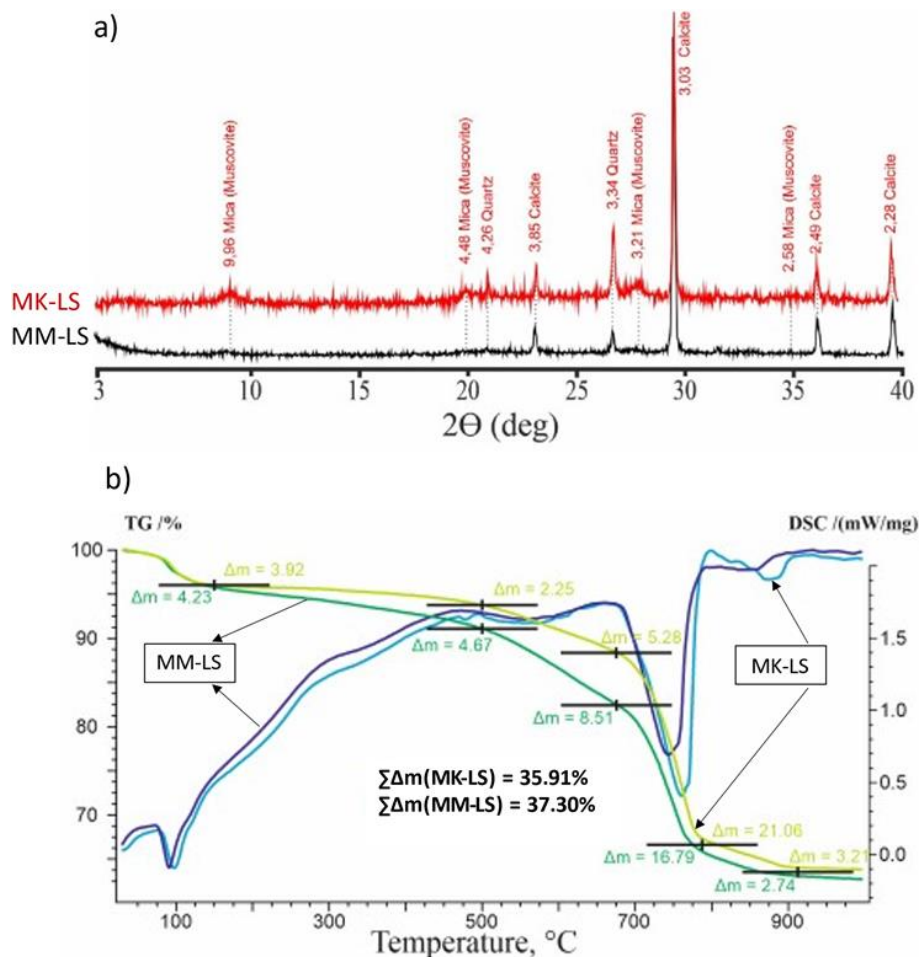 a)
9,96 Mica (Muscovite)
4,48 Mica (Muscovite)
4,26 Quartz
3,85 Calcite
3,34 Quartz
3,21 Mica (Muscovite)
3,03 Calcite
2,58 Mica (Muscovite)
2,49 Calcite
2,28 Calcite
MK-LS
MM-LS
3 10 15 20 25 30 35 40
2Θ (deg)
b)
TG /%
DSC /(mW/mg)
100
90
80
70
Δm = 3.92
Δm = 4.23
Δm = 2.25
Δm = 4.67
Δm = 5.28
Δm = 8.51
MM-LS
MK-LS
∑Δm(MK-LS) = 35.91%
∑Δm(MM-LS) = 37.30%
Δm = 21.06
Δm = 16.79
Δm = 3.21
Δm = 2.74
1.5
1.0
0.5
0.0
100 300 500 700 900
Temperature, °C